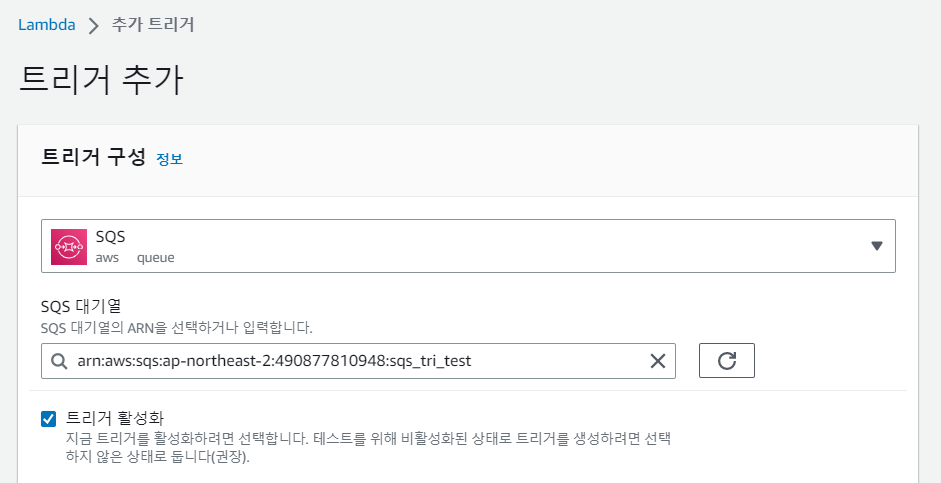 Lambda > 추가 트리거
트리거 추가
트리거 구성 정보
SQS
aws queue
SQS 대기열
SQS 대기열의 ARN을 선택하거나 입력합니다.
arn:aws:sqs:ap-northeast-2:490877810948:sqs_tri_test
트리거 활성화
지금 트리거를 활성화하려면 선택합니다. 테스트를 위해 비활성화된 상태로 트리거를 생성하려면 선택
하지 않은 상태로 둡니다(권장).